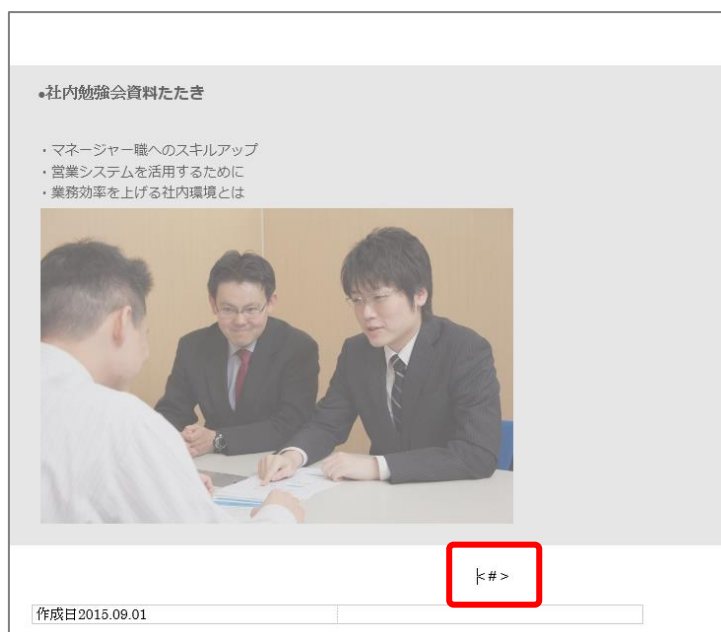 ●社内勉強会資料たたき
・マネージャー職へのスキルアップ
・営業システムを活用するために
・業務効率を上げる社内環境とは
<#>
作成日2015.09.01